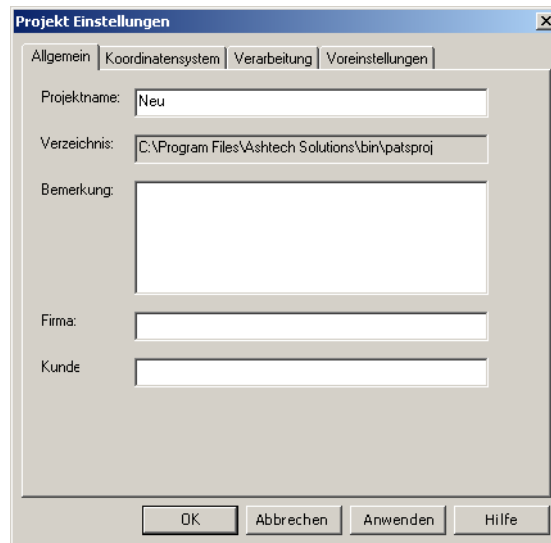 Projekt Einstellungen
Allgemein Koordinatensystem Verarbeitung Voreinstellungen
Projektname: Neu
Verzeichnis: C:\Program Files\Ashtech Solutions\bin\patsproj
Bemerkung:
Firma:
Kunde
OK Abbrechen Anwenden Hilfe